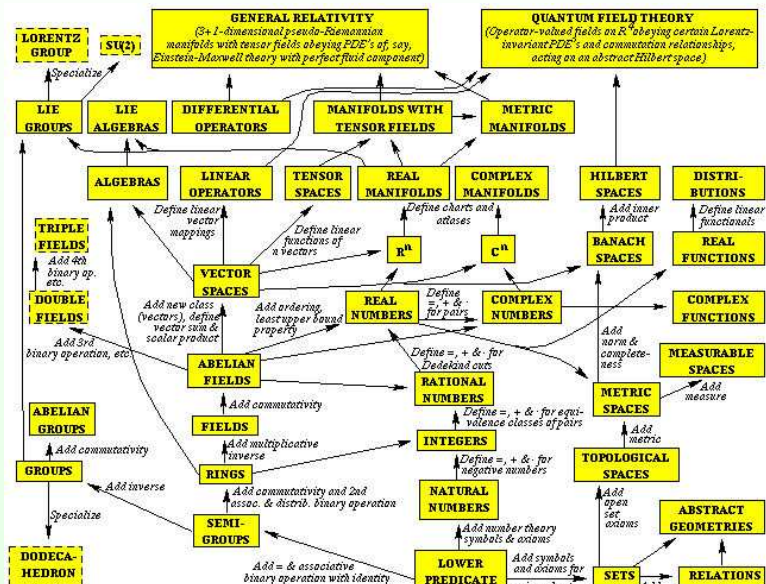 GENERAL RELATIVITY
(3+1-dimensional pseudo-Riemannian
manifolds with tensor fields obeying PDE's of, say,
Einstein-Maxwell theory with perfect fluid component)
QUANTUM FIELD THEORY
(Operator-valued fields on R4 obeying certain Lorentz-
invariant PDE's and commutation relationships,
acting on an abstract Hilbert space)
LORENTZ
GROUP
SU(2)
Specialize
LIE
GROUPS
LIE
ALGEBRAS
DIFFERENTIAL
OPERATORS
MANIFOLDS WITH
TENSOR FIELDS
METRIC
MANIFOLDS
ALGEBRAS
LINEAR
OPERATORS
TENSOR
SPACES
REAL
MANIFOLDS
COMPLEX
MANIFOLDS
HILBERT
SPACES
DISTRI-
BUTIONS
Define linear
vector
mappings
Define linear
functions of
n vectors
Define charts and
atlases
Add inner
product
Define linear
functionals
TRIPLE
FIELDS
Add 4th
binary op.
etc.
DOUBLE
FIELDS
VECTOR
SPACES
Rn
Cn
BANACH
SPACES
REAL
FUNCTIONS
Add new class
(vectors), define
vector sum &
scalar product
Add ordering,
least upper bound
property
REAL
NUMBERS
Define
=, + & ·
for pairs
COMPLEX
NUMBERS
COMPLEX
FUNCTIONS
Add 3rd
binary operation, etc.
ABELIAN
FIELDS
Define =, + & · for
Dedekind cuts
Add
norm &
complete-
ness
MEASURABLE
SPACES
RATIONAL
NUMBERS
METRIC
SPACES
Add
measure
ABELIAN
GROUPS
Add commutativity
FIELDS
Define =, + & · for equi-
valence classes of pairs
Add commutativity
Add multiplicative
inverse
INTEGERS
Add
metric
GROUPS
RINGS
Define =, + & · for
negative numbers
TOPOLOGICAL
SPACES
Add inverse
Add commutativity and 2nd
assoc. & distrib. binary operation
NATURAL
NUMBERS
Add
open
set
axioms
Specialize
SEMI-
GROUPS
Add number theory
symbols & axioms
ABSTRACT
GEOMETRIES
DODECA-
HEDRON
Add = & associative
binary operation with identity
LOWER
PREDICATE
Add symbols
and axioms for
SETS
RELATIONS